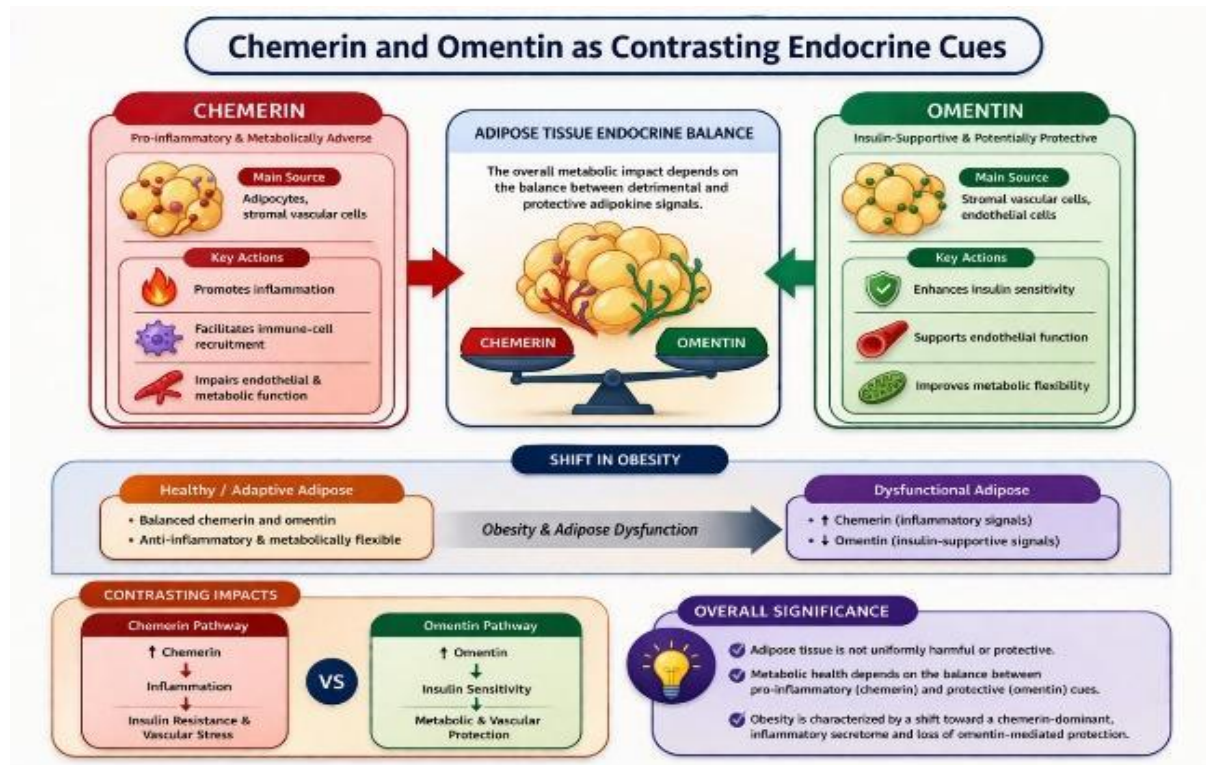 Chemerin and Omentin as Contrasting Endocrine Cues
CHEMERIN
Pro-inflammatory & Metabolically Adverse
Main Source
Adipocytes,
stromal vascular cells
Key Actions
Promotes inflammation
Facilitates immune-cell
recruitment
Impairs endothelial &
metabolic function
ADIPOSE TISSUE ENDOCRINE BALANCE
The overall metabolic impact depends on
the balance between detrimental and
protective adipokine signals.
CHEMERIN
OMENTIN
OMENTIN
Insulin-Supportive & Potentially Protective
Main Source
Stromal vascular cells,
endothelial cells
Key Actions
Enhances insulin sensitivity
Supports endothelial function
Improves metabolic flexibility
SHIFT IN OBESITY
Healthy / Adaptive Adipose
• Balanced chemerin and omentin
• Anti-inflammatory & metabolically flexible
Obesity & Adipose Dysfunction
Dysfunctional Adipose
• ↑ Chemerin (inflammatory signals)
• ↓ Omentin (insulin-supportive signals)
CONTRASTING IMPACTS
Chemerin Pathway
↑ Chemerin
Inflammation
Insulin Resistance &
Vascular Stress
VS
Omentin Pathway
↑ Omentin
Insulin Sensitivity
Metabolic & Vascular
Protection
OVERALL SIGNIFICANCE
Adipose tissue is not uniformly harmful or protective.
Metabolic health depends on the balance between
pro-inflammatory (chemerin) and protective (omentin) cues.
Obesity is characterized by a shift toward a chemerin-dominant,
inflammatory secretome and loss of omentin-mediated protection.